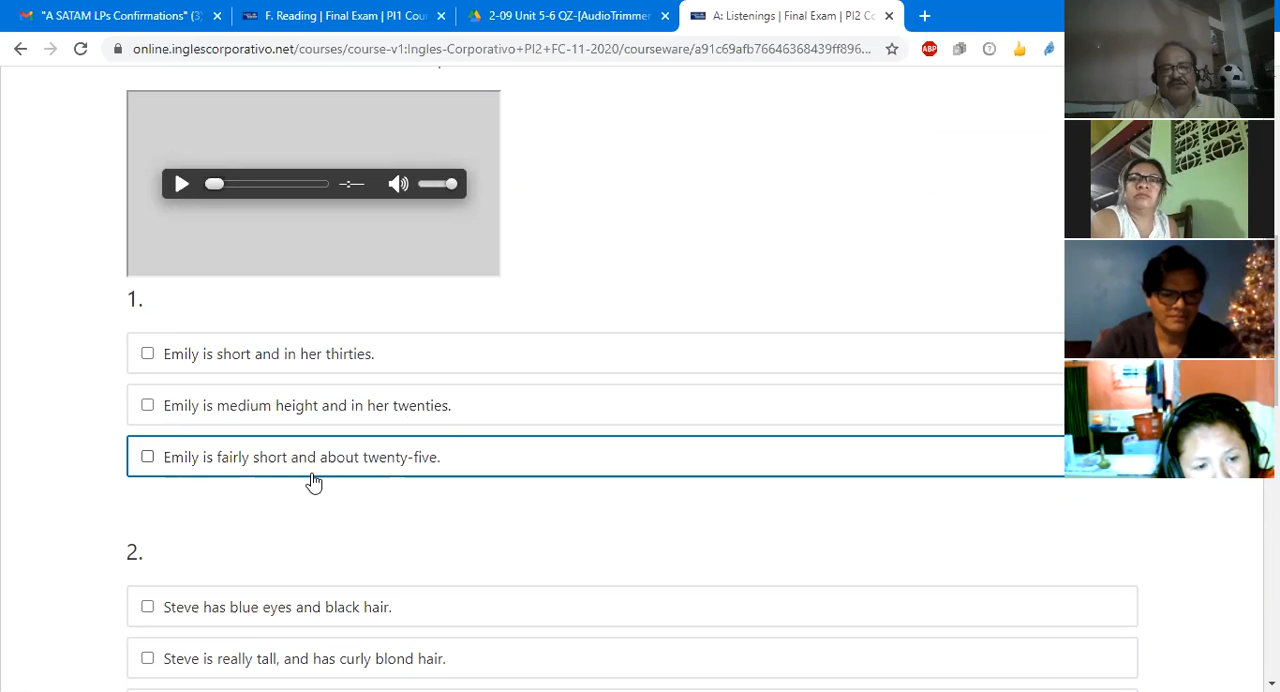 "A SATAM LPs Confirmations" (3)
F. Reading | Final Exam | PI1 Cou
2-09 Unit 5-6 QZ-[AudioTrimmer
A: Listenings | Final Exam | PI2 Co
online.inglescorporativo.net/courses/course-v1:Ingles-Corporativo+PI2+FC-11-2020/courseware/a91c69afb76646368439ff896...
ABP
1.
Emily is short and in her thirties.
Emily is medium height and in her twenties.
Emily is fairly short and about twenty-five.
2.
Steve has blue eyes and black hair.
Steve is really tall, and has curly blond hair.